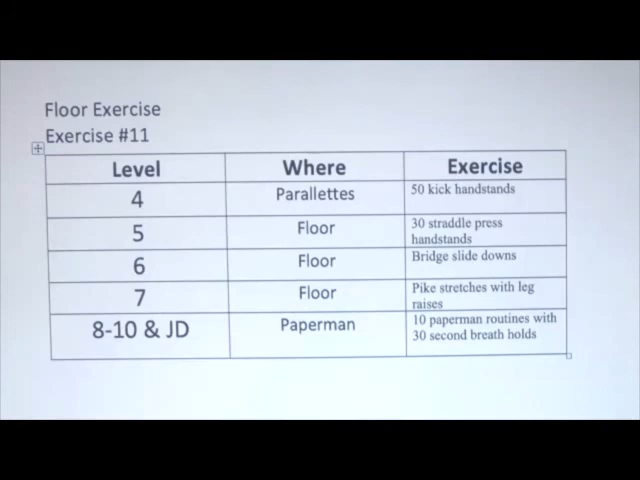 Floor Exercise
Exercise #11
Level Where Exercise
4 Parallettes 50 kick handstands
5 Floor 30 straddle press
handstands
6 Floor Bridge slide downs
7 Floor Pike stretches with leg
raises
8-10 & JD Paperman 10 paperman routines with
30 second breath holds